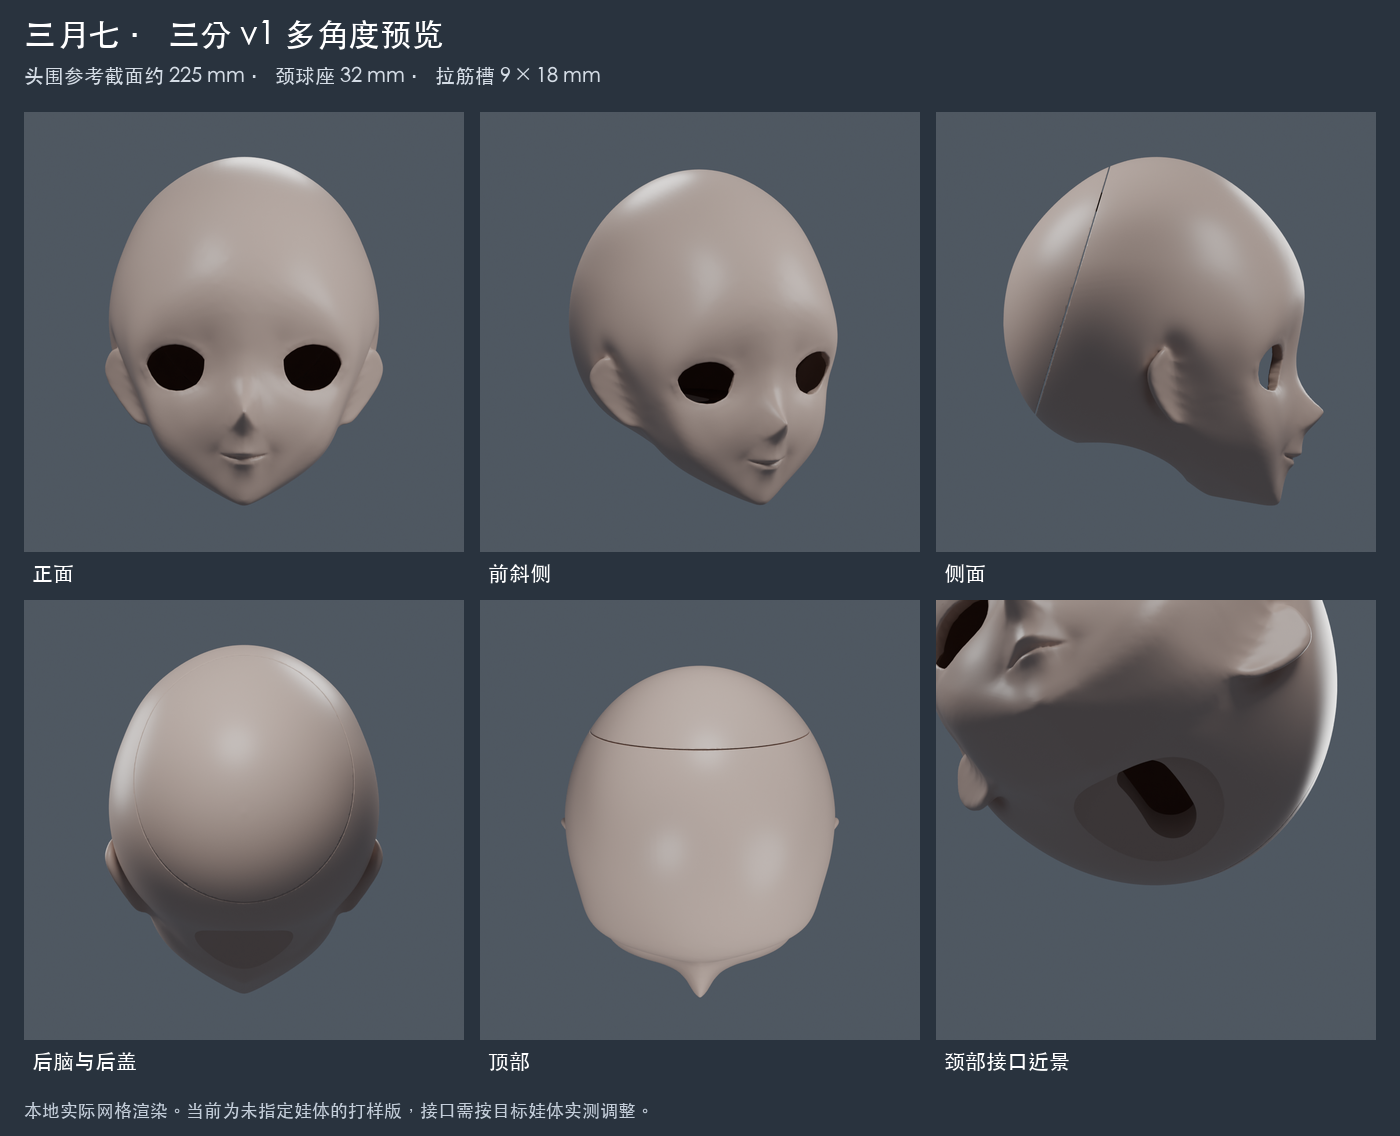 三月七 · 三分 v1 多角度预览
头围参考截面约 225 mm · 颈球座 32 mm · 拉筋槽 9 × 18 mm
正面
前斜侧
侧面
后脑与后盖
顶部
颈部接口近景
本地实际网格渲染。当前为未指定娃体的打样版，接口需按目标娃体实测调整。